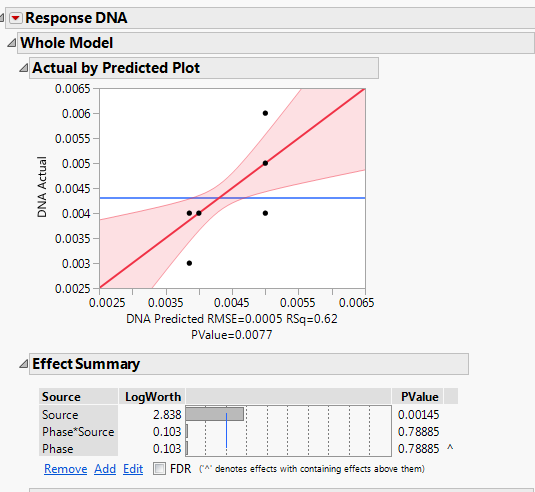 Response DNA
Whole Model
Actual by Predicted Plot
0.0065
0.006
0.0055
0.005
0.0045
0.004
0.0035
0.003
0.0025
DNA Actual
0.0025 0.0035 0.0045 0.0055 0.0065
DNA Predicted RMSE=0.0005 RSq=0.62
PValue=0.0077
Effect Summary
Source LogWorth PValue
Source 2.838 0.00145
Phase*Source 0.103 0.78885
Phase 0.103 0.78885 ^
Remove Add Edit FDR ('^' denotes effects with containing effects above them)